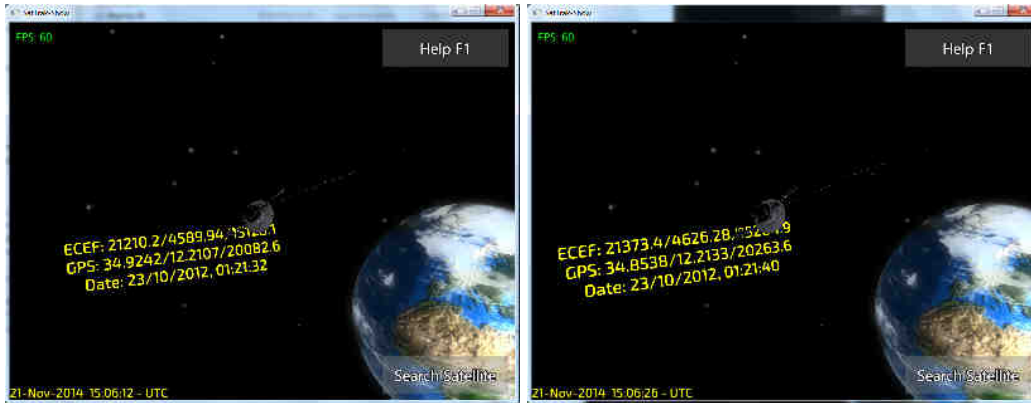 FPS: 60
Help F1
ECEF: 21210.2/4589.94/15128.1
GPS: 34.9242/12.2107/20082.6
Date: 23/10/2012, 01:21:32
Search Satellite
21-Nov-2014 15:06:12 - UTC
FPS: 60
Help F1
ECEF: 21373.4/4626.28/
GPS: 34.8538/12.2133/20263.6
Date: 23/10/2012, 01:21:40
Search Satellite
21-Nov-2014 15:06:26 - UTC